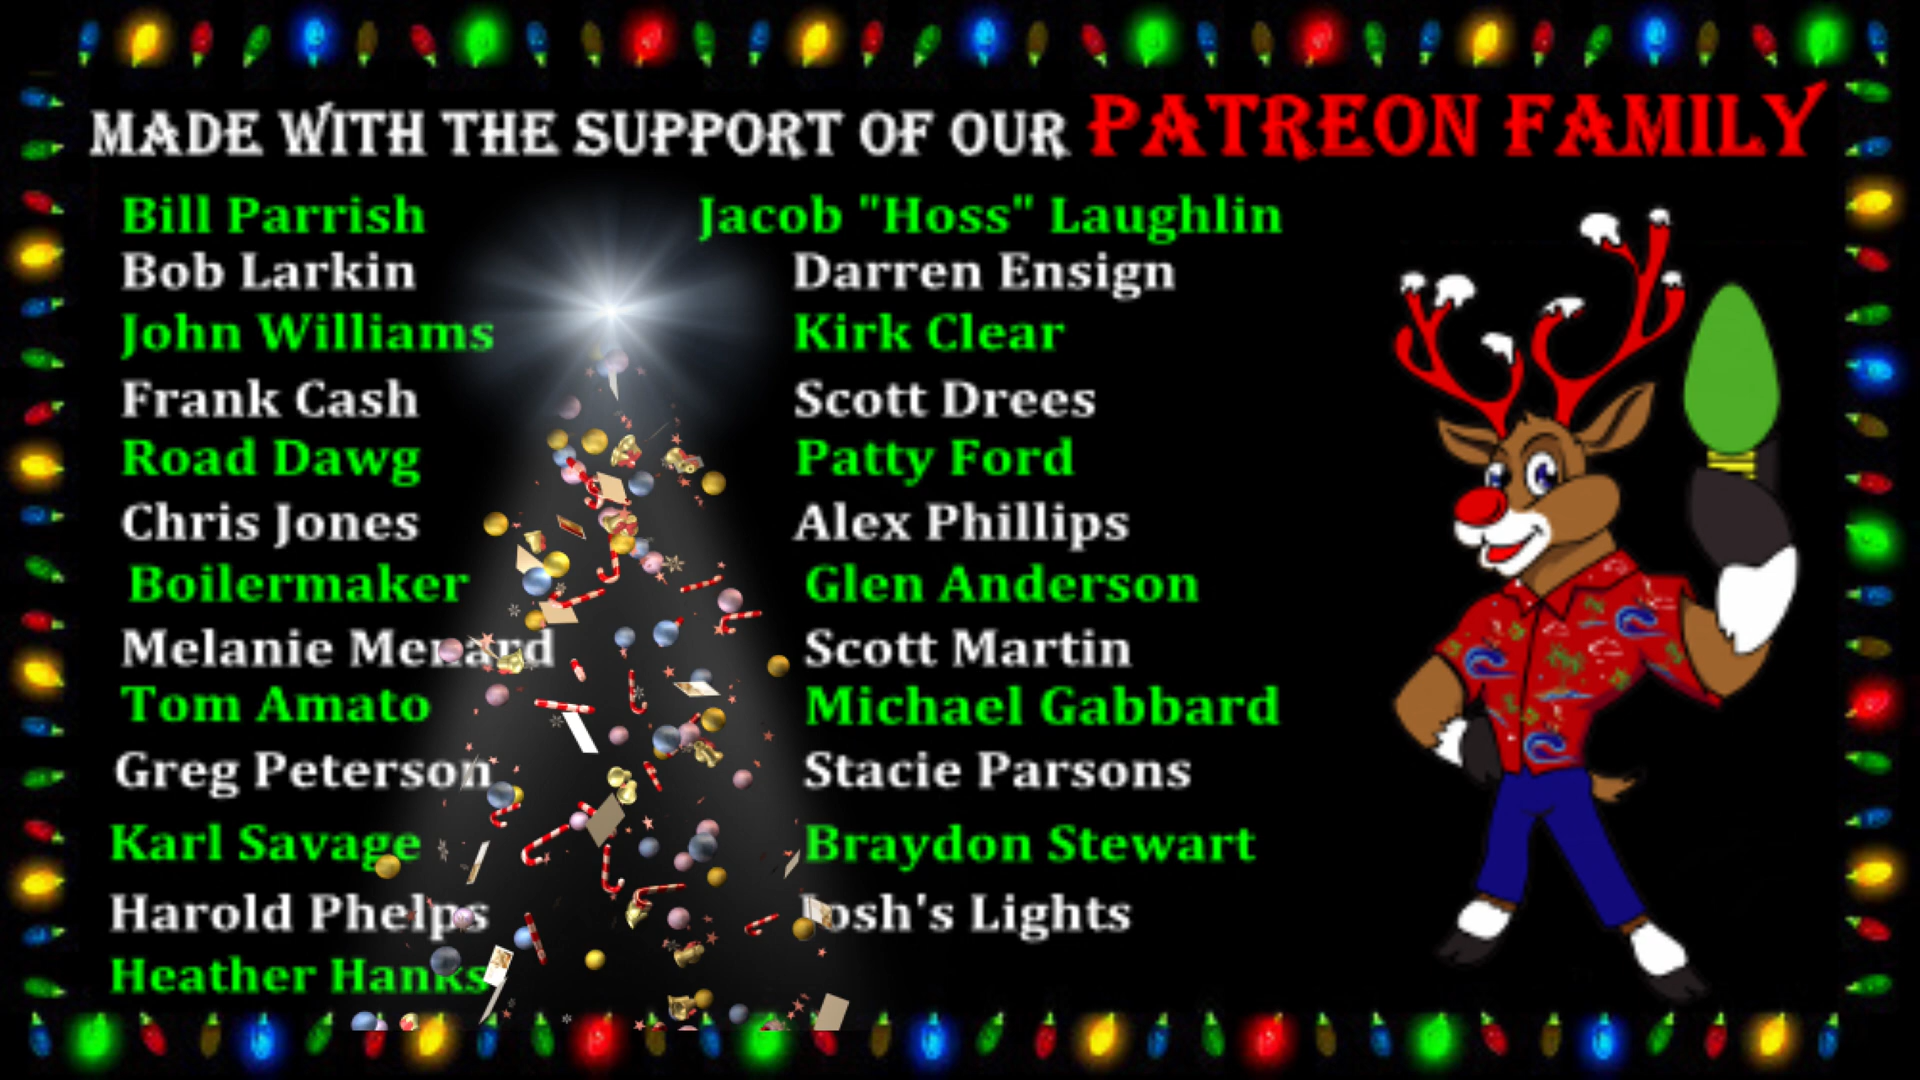 MADE WITH THE SUPPORT OF OUR PATREON FAMILY
Bill Parrish
Bob Larkin
John Williams
Frank Cash
Road Dawg
Chris Jones
Boilermaker
Melanie Menard
Tom Amato
Greg Peterson
Karl Savage
Harold Phelps
Heather Hanks
Jacob "Hoss" Laughlin
Darren Ensign
Kirk Clear
Scott Drees
Patty Ford
Alex Phillips
Glen Anderson
Scott Martin
Michael Gabbard
Stacie Parsons
Braydon Stewart
Josh's Lights